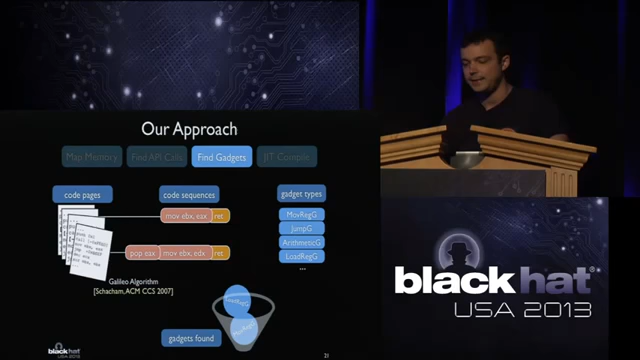 Our Approach
Map Memory
Find API Calls
Find Gadgets
JIT Compile
code pages
code sequences
gadget types
mov ebx, eax
ret
pop eax
mov ebx, edx
ret
MovRegG
JumpG
ArithmeticG
LoadRegG
...
Galileo Algorithm
[Schacham, ACM CCS 2007]
LoadRegG
gadgets found
21
black hat
USA 2013
black hat®
USA 2013